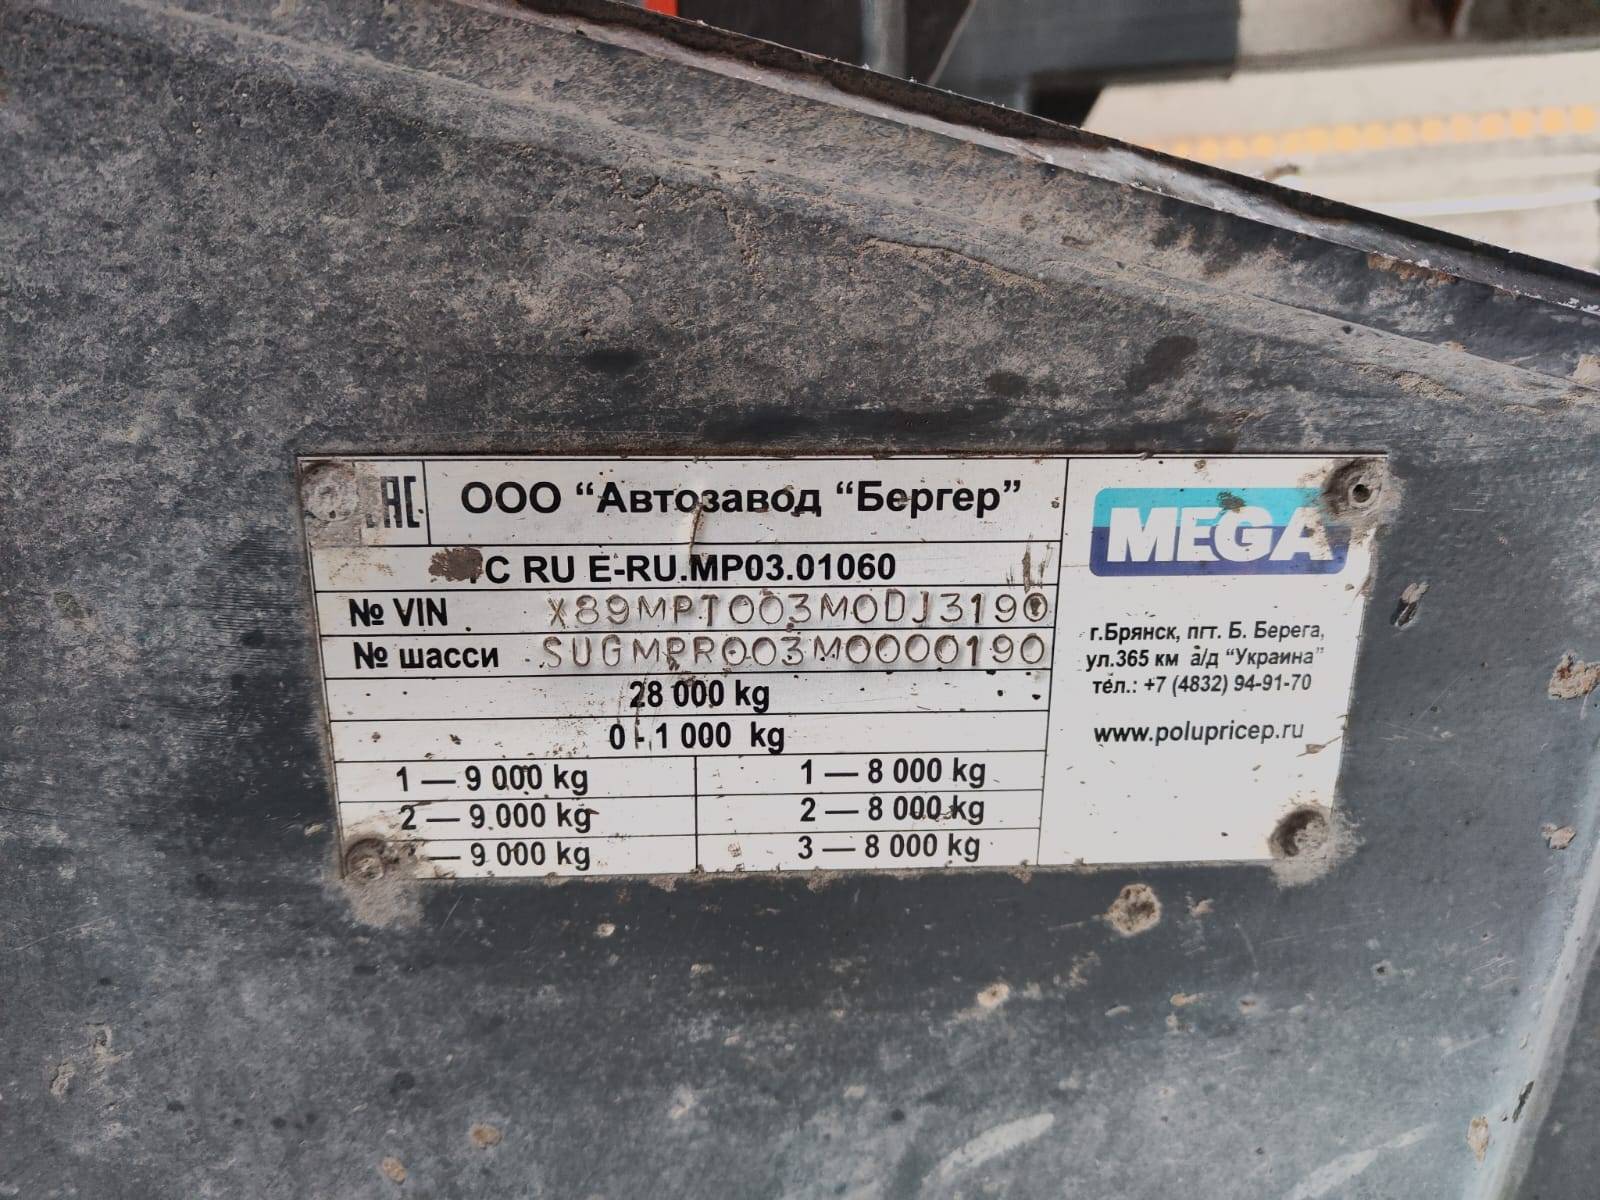 EAC
ООО “Автозавод “Бергер”
ТС RU E-RU.MP03.01060
№ VIN X89MPT003M0DJ3190
№ шасси SUGMPR003M0000190
28 000 kg
0 - 1 000 kg
1 — 9 000 kg 1 — 8 000 kg
2 — 9 000 kg 2 — 8 000 kg
— 9 000 kg 3 — 8 000 kg
MEGA
г.Брянск, пгт. Б. Берега,
ул.365 км а/д “Украина”
тел.: +7 (4832) 94-91-70
www.polupricep.ru